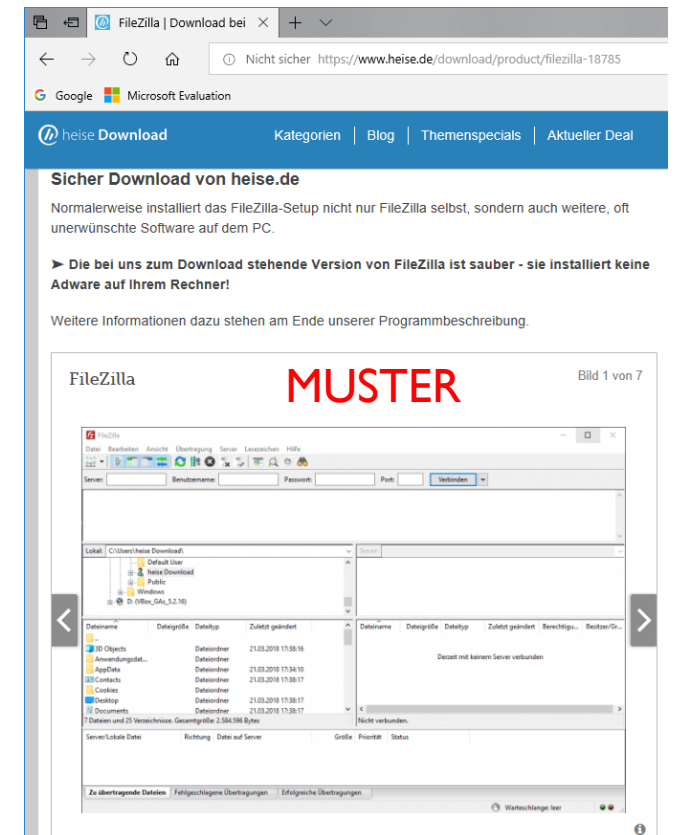 FileZilla | Download bei
Nicht sicher https://www.heise.de/download/product/filezilla-18785
Google Microsoft Evaluation
heise Download Kategorien | Blog | Themenspecials | Aktueller Deal
Sicher Download von heise.de
Normalerweise installiert das FileZilla-Setup nicht nur FileZilla selbst, sondern auch weitere, oft
unerwünschte Software auf dem PC.
➤ Die bei uns zum Download stehende Version von FileZilla ist sauber - sie installiert keine
Adware auf Ihrem Rechner!
Weitere Informationen dazu stehen am Ende unserer Programmbeschreibung.
FileZilla MUSTER Bild 1 von 7
FileZilla
Datei Bearbeiten Ansicht Übertragung Server Lesezeichen Hilfe
Server: Benutzername: Passwort: Port: Verbinden
Lokal: C:\Users\heise Download\ Server:
Default User
heise Download
Public
Windows
D: (VBox_GAs_5.2.16)
Dateiname Dateigröße Dateityp Zuletzt geändert Dateiname Dateigröße Dateityp Zuletzt geändert Berechtigu... Besitzer/Gr...
..
3D Objects Dateiordner 21.03.2018 17:38:16
Anwendungsdat... Dateiordner Derzeit mit keinem Server verbunden
AppData Dateiordner 21.03.2018 17:34:10
Contacts Dateiordner 21.03.2018 17:38:17
Cookies Dateiordner
Desktop Dateiordner 21.03.2018 17:38:17
Documents Dateiordner 21.03.2018 17:38:17
7 Dateien und 25 Verzeichnisse. Gesamtgröße: 2.584.596 Bytes Nicht verbunden.
Server/Lokale Datei Richtung Datei auf Server Größe Priorität Status
Zu übertragende Dateien Fehlgeschlagene Übertragungen Erfolgreiche Übertragungen
Warteschlange: leer